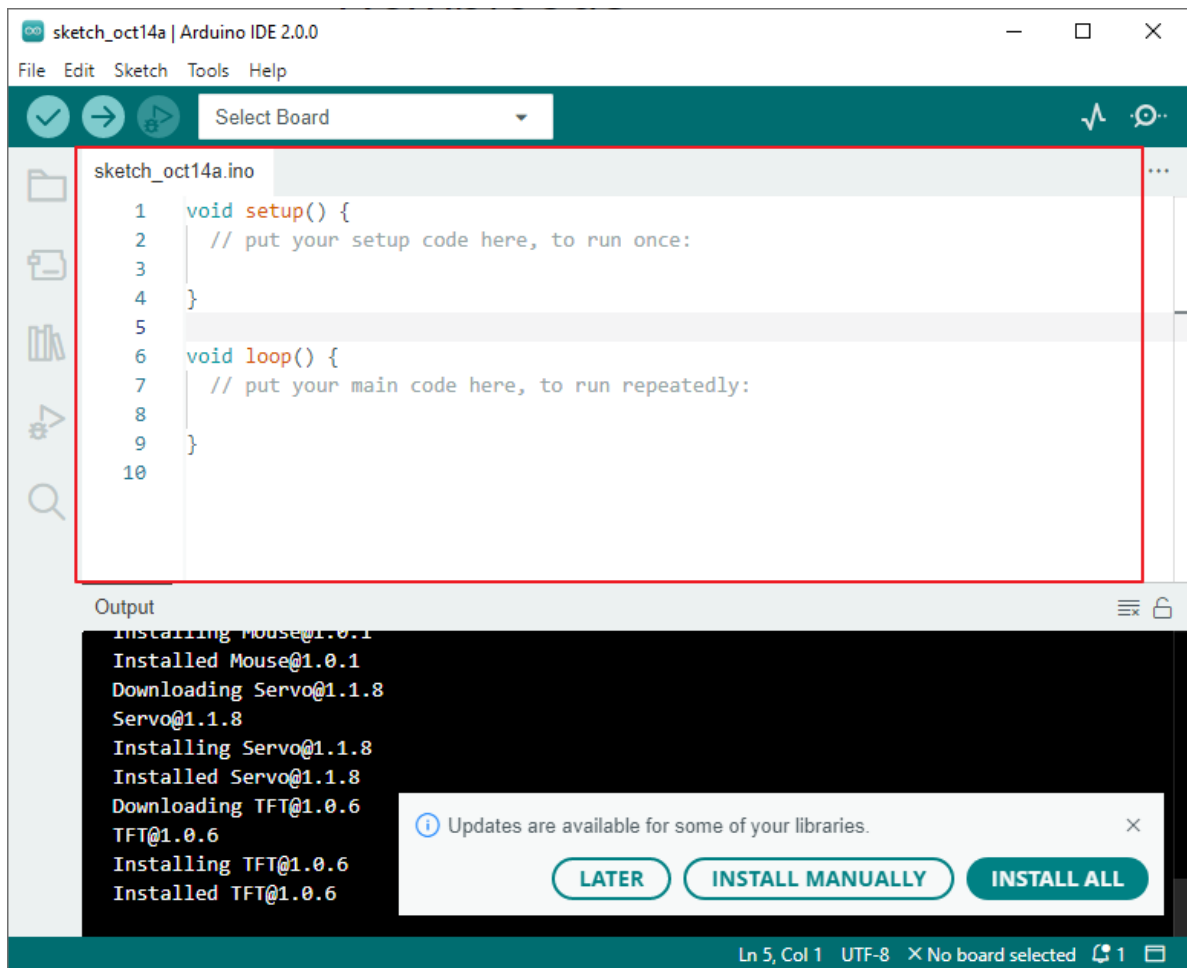 sketch_oct14a | Arduino IDE 2.0.0
File Edit Sketch Tools Help
Select Board
sketch_oct14a.ino
1 void setup() {
2 // put your setup code here, to run once:
3
4 }
5
6 void loop() {
7 // put your main code here, to run repeatedly:
8
9 }
10
Output
Installing Mouse@1.0.1
Installed Mouse@1.0.1
Downloading Servo@1.1.8
Servo@1.1.8
Installing Servo@1.1.8
Installed Servo@1.1.8
Downloading TFT@1.0.6
TFT@1.0.6
Installing TFT@1.0.6
Installed TFT@1.0.6
Updates are available for some of your libraries.
LATER INSTALL MANUALLY INSTALL ALL
Ln 5, Col 1 UTF-8 No board selected 1